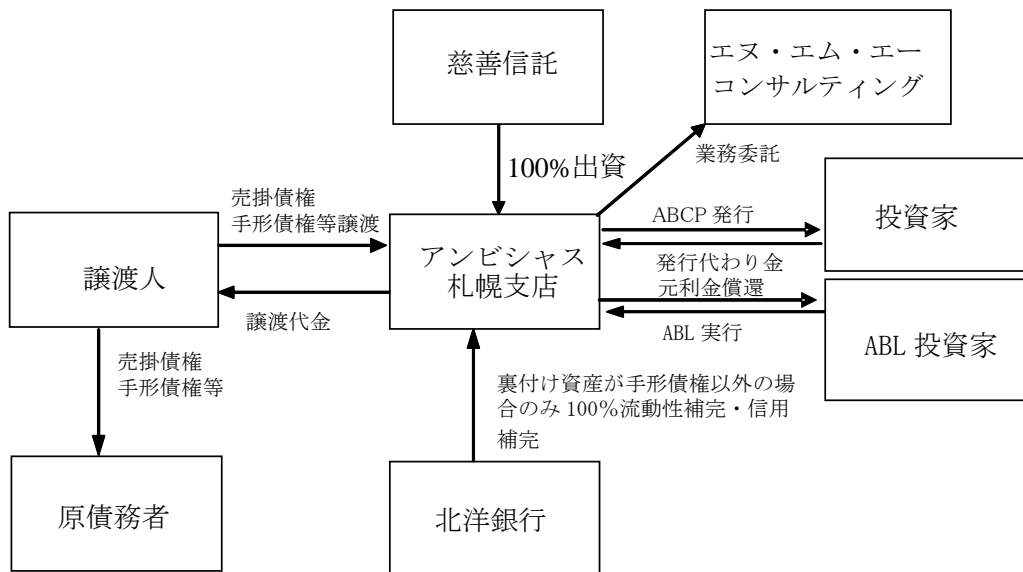 慈善信託
エヌ・エム・エー
コンサルティング
100%出資
業務委託
売掛債権
手形債権等譲渡
ABCP 発行
投資家
譲渡人
アンビシャス
札幌支店
発行代わり金
元利金償還
譲渡代金
ABL 実行
ABL 投資家
売掛債権
手形債権等
裏付け資産が手形債権以外の場
合のみ 100%流動性補完・信用
補完
原債務者
北洋銀行